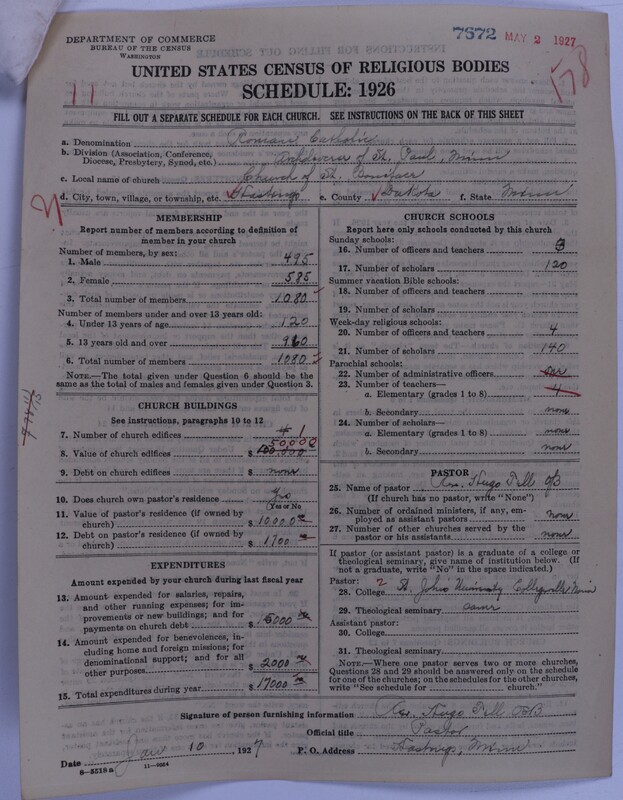 DEPARTMENT OF COMMERCE
BUREAU OF THE CENSUS
WASHINGTON
7672 MAY 2 1927
178
11
UNITED STATES CENSUS OF RELIGIOUS BODIES
SCHEDULE: 1926
FILL OUT A SEPARATE SCHEDULE FOR EACH CHURCH. SEE INSTRUCTIONS ON THE BACK OF THIS SHEET
a. Denomination Roman Catholic
b. Division (Association, Conference, Diocese, Presbytery, Synod, etc. Archdiocese of St. Paul, Minn
c. Local name of church Church of St. Boniface
d. City, town, village, or township, etc. Hastings e. County Dakota f. State Minn
MEMBERSHIP
Report number of members according to definition of member in your church
Number of members, by sex:
1. Male 495
2. Female 585
3. Total number of members 1080
Number of members under and over 13 years old:
4. Under 13 years of age 120
5. 13 years old and over 960
6. Total number of members 1080
NOTE.—The total given under Question 6 should be the same as the total of males and females given under Question 3.
CHURCH BUILDINGS
See instructions, paragraphs 10 to 12
7. Number of church edifices 1
8. Value of church edifices $ 50,000
9. Debt on church edifices $ none
10. Does church own pastor's residence Yes
(Yes or No)
11. Value of pastor's residence (if owned by church) $ 10,000
12. Debt on pastor's residence (if owned by church) $ 1700
EXPENDITURES
Amount expended by your church during last fiscal year
13. Amount expended for salaries, repairs, and other running expenses; for improvements or new buildings; and for payments on church debt $ 15000
14. Amount expended for benevolences, including home and foreign missions; for denominational support; and for all other purposes $ 2000
15. Total expenditures during year $ 17000
CHURCH SCHOOLS
Report here only schools conducted by this church
Sunday schools:
16. Number of officers and teachers 3
17. Number of scholars 120
Summer vacation Bible schools:
18. Number of officers and teachers
19. Number of scholars
Week-day religious schools:
20. Number of officers and teachers 4
21. Number of scholars 140
Parochial schools:
22. Number of administrative officers
23. Number of teachers—
a. Elementary (grades 1 to 8) 4
b. Secondary none
24. Number of scholars—
a. Elementary (grades 1 to 8) none
b. Secondary none
PASTOR
25. Name of pastor Rev. Hugo Till OSB
(If church has no pastor, write "None")
26. Number of ordained ministers, if any, employed as assistant pastors none
27. Number of other churches served by the pastor or his assistants none
If pastor (or assistant pastor) is a graduate of a college or theological seminary, give name of institution below. (If not a graduate, write "No" in the space indicated.)
Pastor:
28. College 2 St. Johns University Collegeville Minn
29. Theological seminary same
Assistant pastor:
30. College
31. Theological seminary
NOTE.—Where one pastor serves two or more churches, Questions 28 and 29 should be answered only on the schedule for one of the churches; on the schedules for the other churches, write "See schedule for church."
Signature of person furnishing information Rev. Hugo Till OSB
Official title Pastor
Date Jan 10, 1927 P. O. Address Hastings, Minn
8-5518 a 11-9034